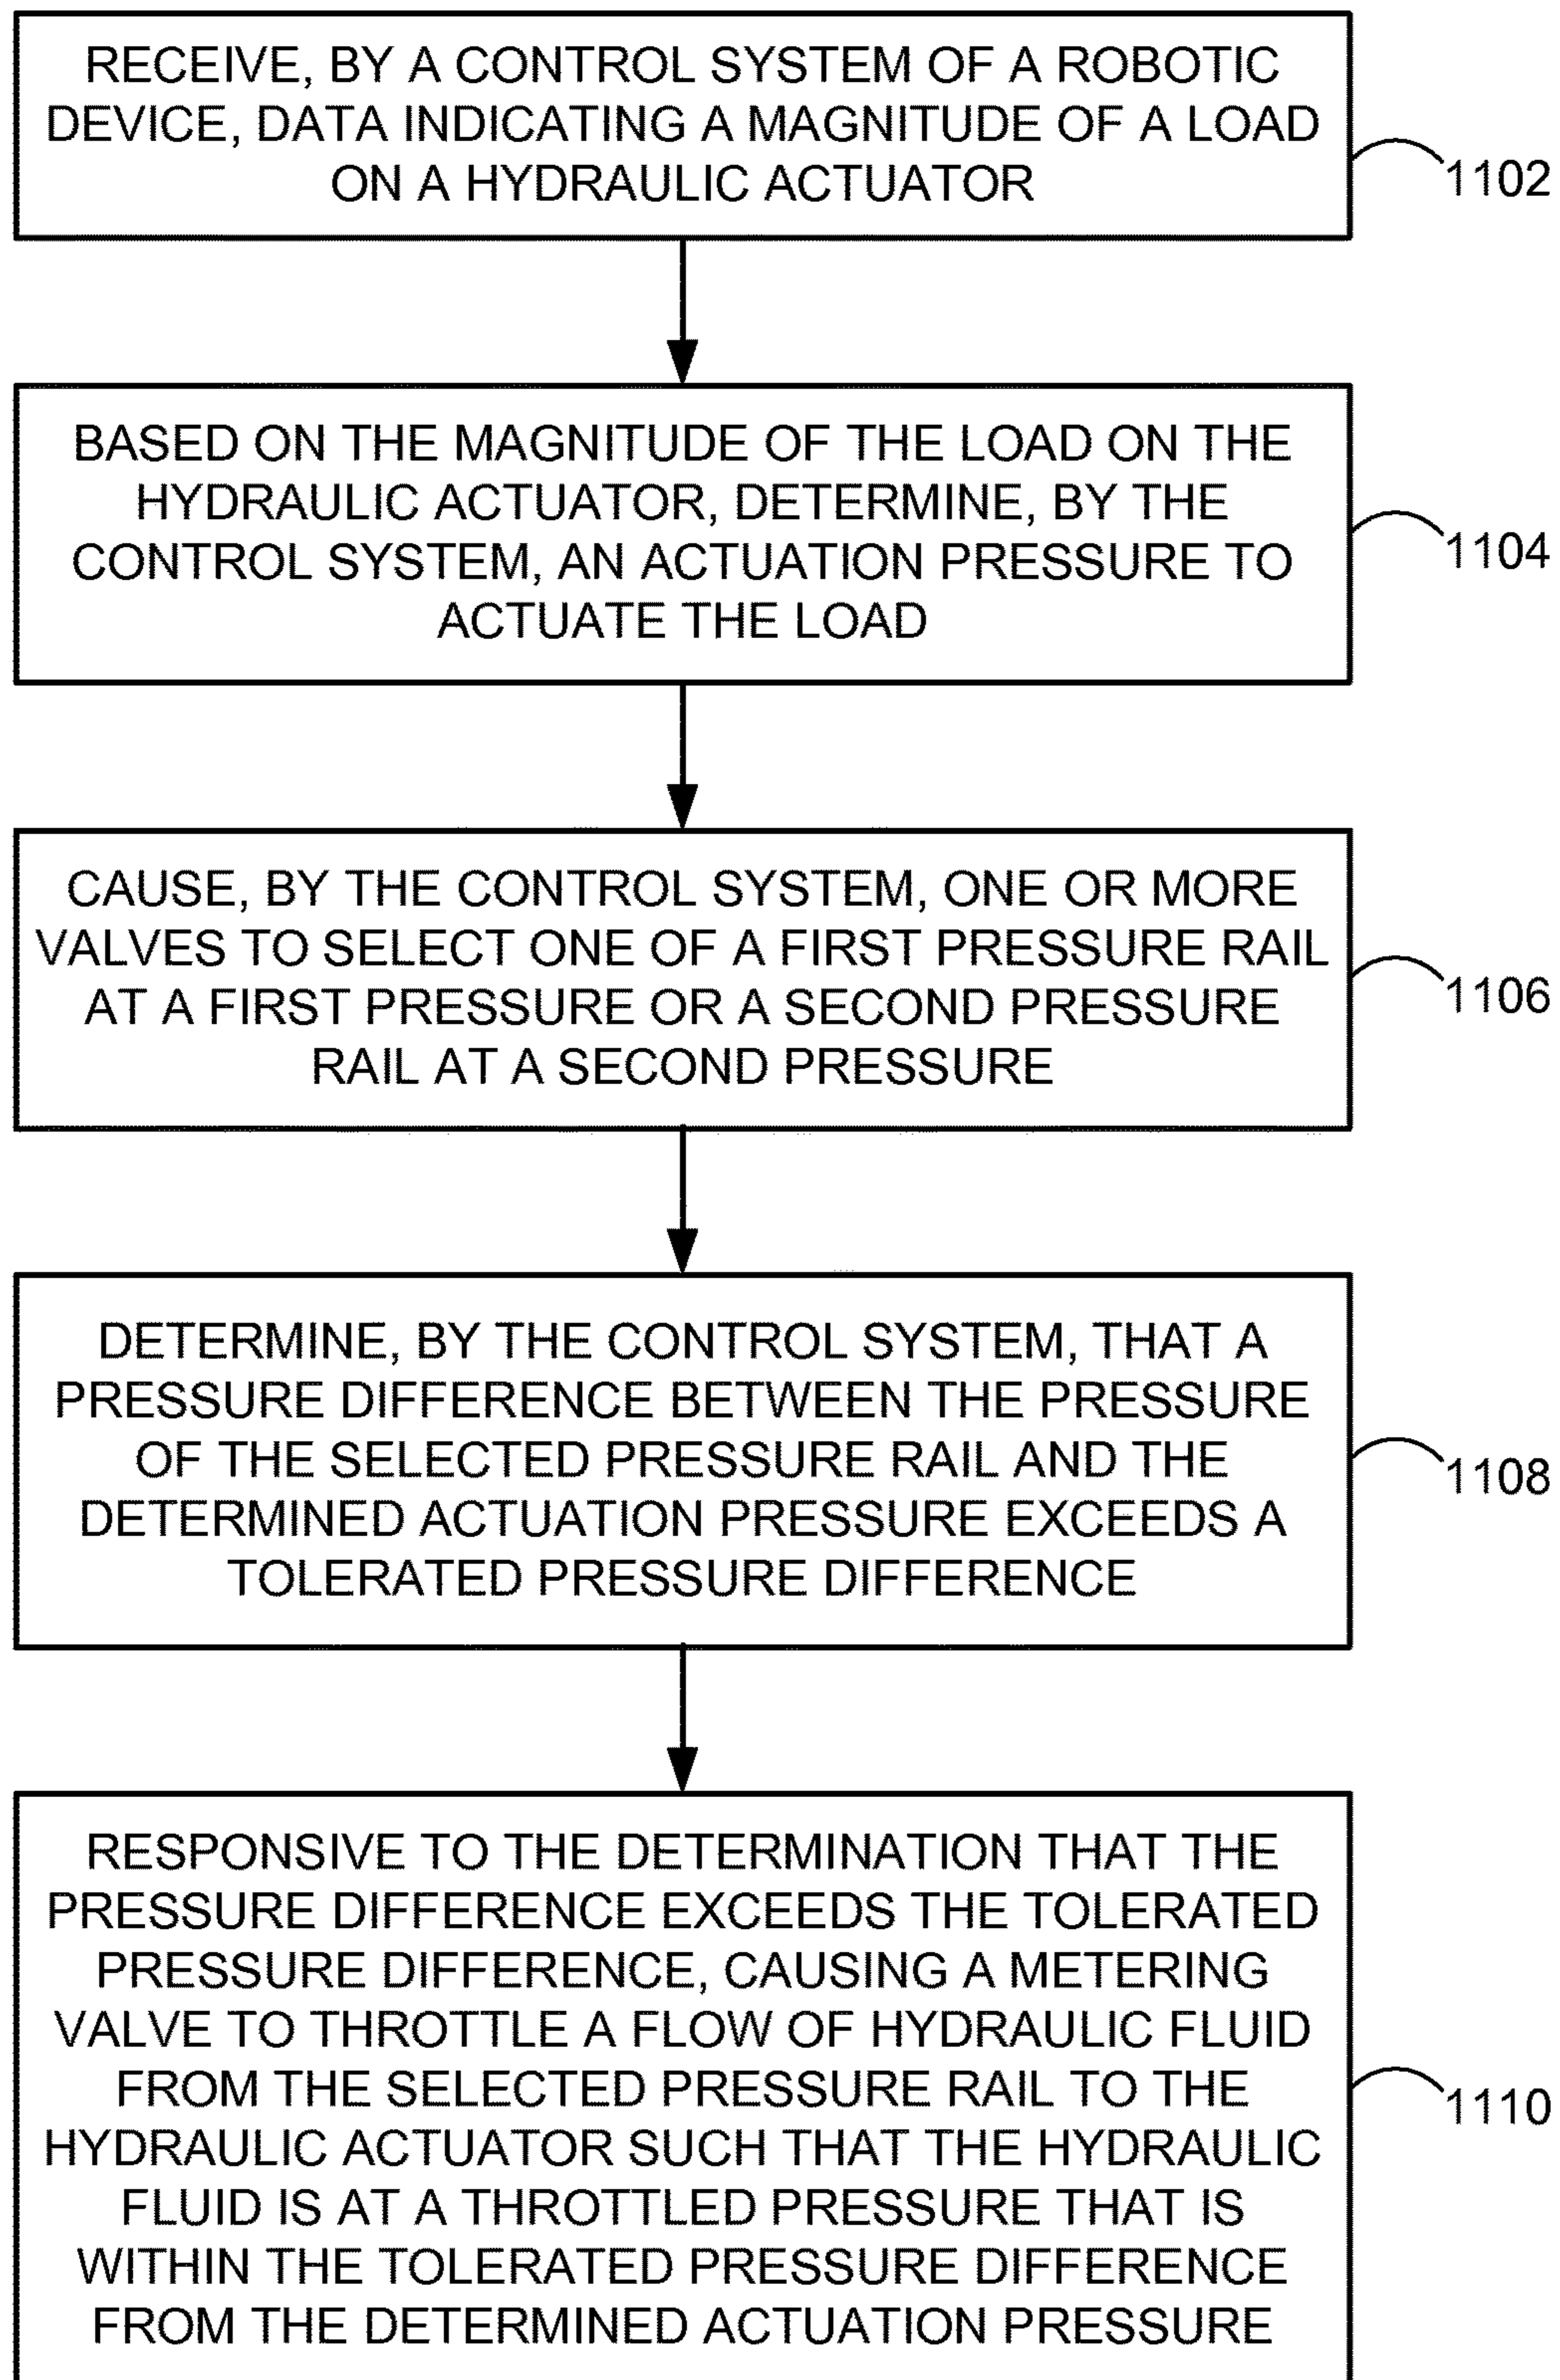 RECEIVE, BY A CONTROL SYSTEM OF A ROBOTIC
DEVICE, DATA INDICATING A MAGNITUDE OF A LOAD
ON A HYDRAULIC ACTUATOR
1102
BASED ON THE MAGNITUDE OF THE LOAD ON THE
HYDRAULIC ACTUATOR, DETERMINE, BY THE
CONTROL SYSTEM, AN ACTUATION PRESSURE TO
ACTUATE THE LOAD
1104
CAUSE, BY THE CONTROL SYSTEM, ONE OR MORE
VALVES TO SELECT ONE OF A FIRST PRESSURE RAIL
AT A FIRST PRESSURE OR A SECOND PRESSURE
RAIL AT A SECOND PRESSURE
1106
DETERMINE, BY THE CONTROL SYSTEM, THAT A
PRESSURE DIFFERENCE BETWEEN THE PRESSURE
OF THE SELECTED PRESSURE RAIL AND THE
DETERMINED ACTUATION PRESSURE EXCEEDS A
TOLERATED PRESSURE DIFFERENCE
1108
RESPONSIVE TO THE DETERMINATION THAT THE
PRESSURE DIFFERENCE EXCEEDS THE TOLERATED
PRESSURE DIFFERENCE, CAUSING A METERING
VALVE TO THROTTLE A FLOW OF HYDRAULIC FLUID
FROM THE SELECTED PRESSURE RAIL TO THE
HYDRAULIC ACTUATOR SUCH THAT THE HYDRAULIC
FLUID IS AT A THROTTLED PRESSURE THAT IS
WITHIN THE TOLERATED PRESSURE DIFFERENCE
FROM THE DETERMINED ACTUATION PRESSURE
1110